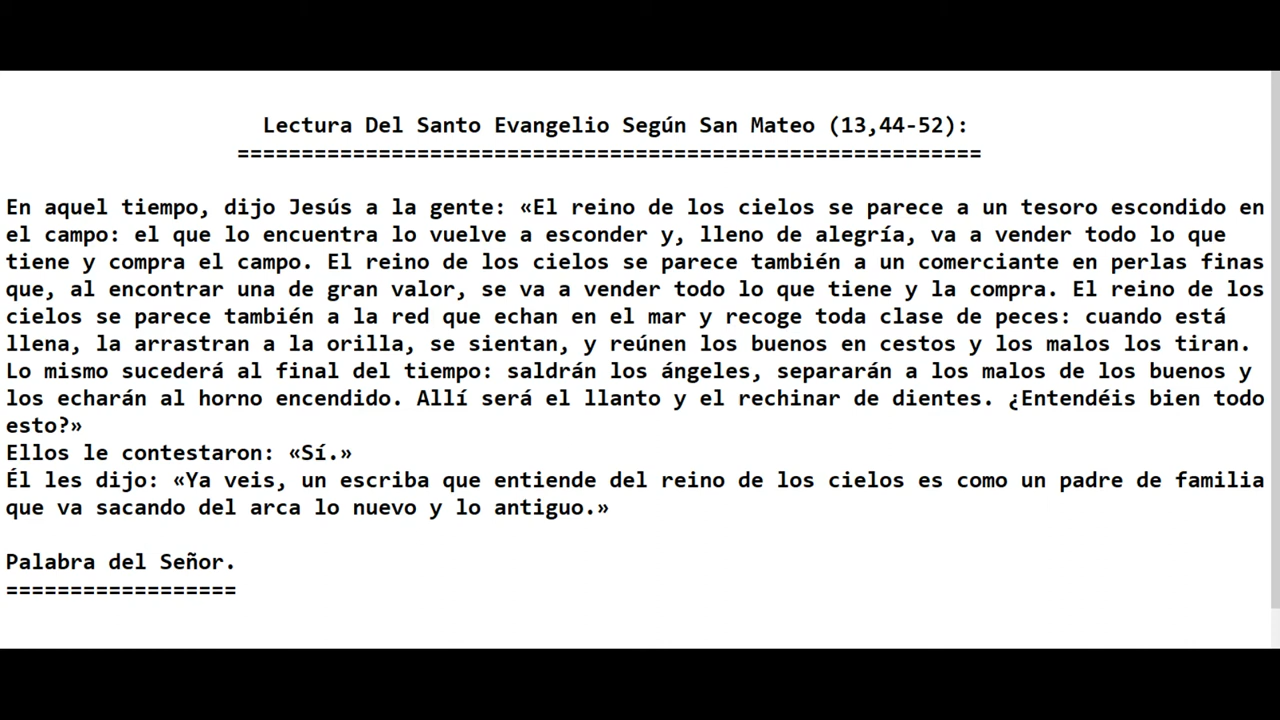 Lectura Del Santo Evangelio Según San Mateo (13,44-52):
==========================================================
En aquel tiempo, dijo Jesús a la gente: «El reino de los cielos se parece a un tesoro escondido en
el campo: el que lo encuentra lo vuelve a esconder y, lleno de alegría, va a vender todo lo que
tiene y compra el campo. El reino de los cielos se parece también a un comerciante en perlas finas
que, al encontrar una de gran valor, se va a vender todo lo que tiene y la compra. El reino de los
cielos se parece también a la red que echan en el mar y recoge toda clase de peces: cuando está
llena, la arrastran a la orilla, se sientan, y reúnen los buenos en cestos y los malos los tiran.
Lo mismo sucederá al final del tiempo: saldrán los ángeles, separarán a los malos de los buenos y
los echarán al horno encendido. Allí será el llanto y el rechinar de dientes. ¿Entendéis bien todo
esto?»
Ellos le contestaron: «Sí.»
Él les dijo: «Ya veis, un escriba que entiende del reino de los cielos es como un padre de familia
que va sacando del arca lo nuevo y lo antiguo.»
Palabra del Señor.
==================